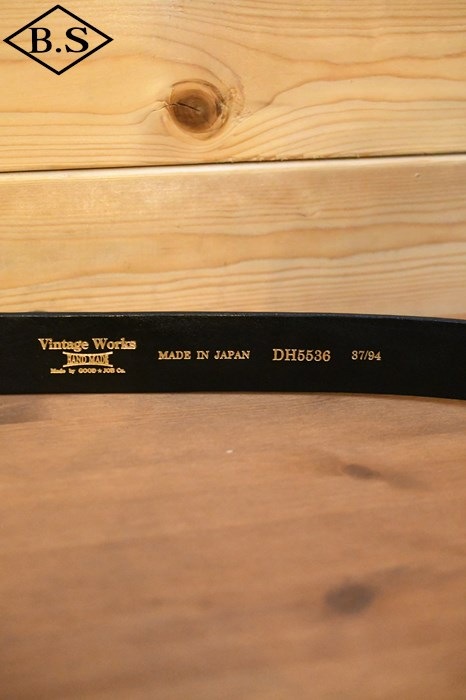 B.S
Vintage Works
HAND MADE
Made by GOOD★JOB Co.
MADE IN JAPAN
DH5536
37/94